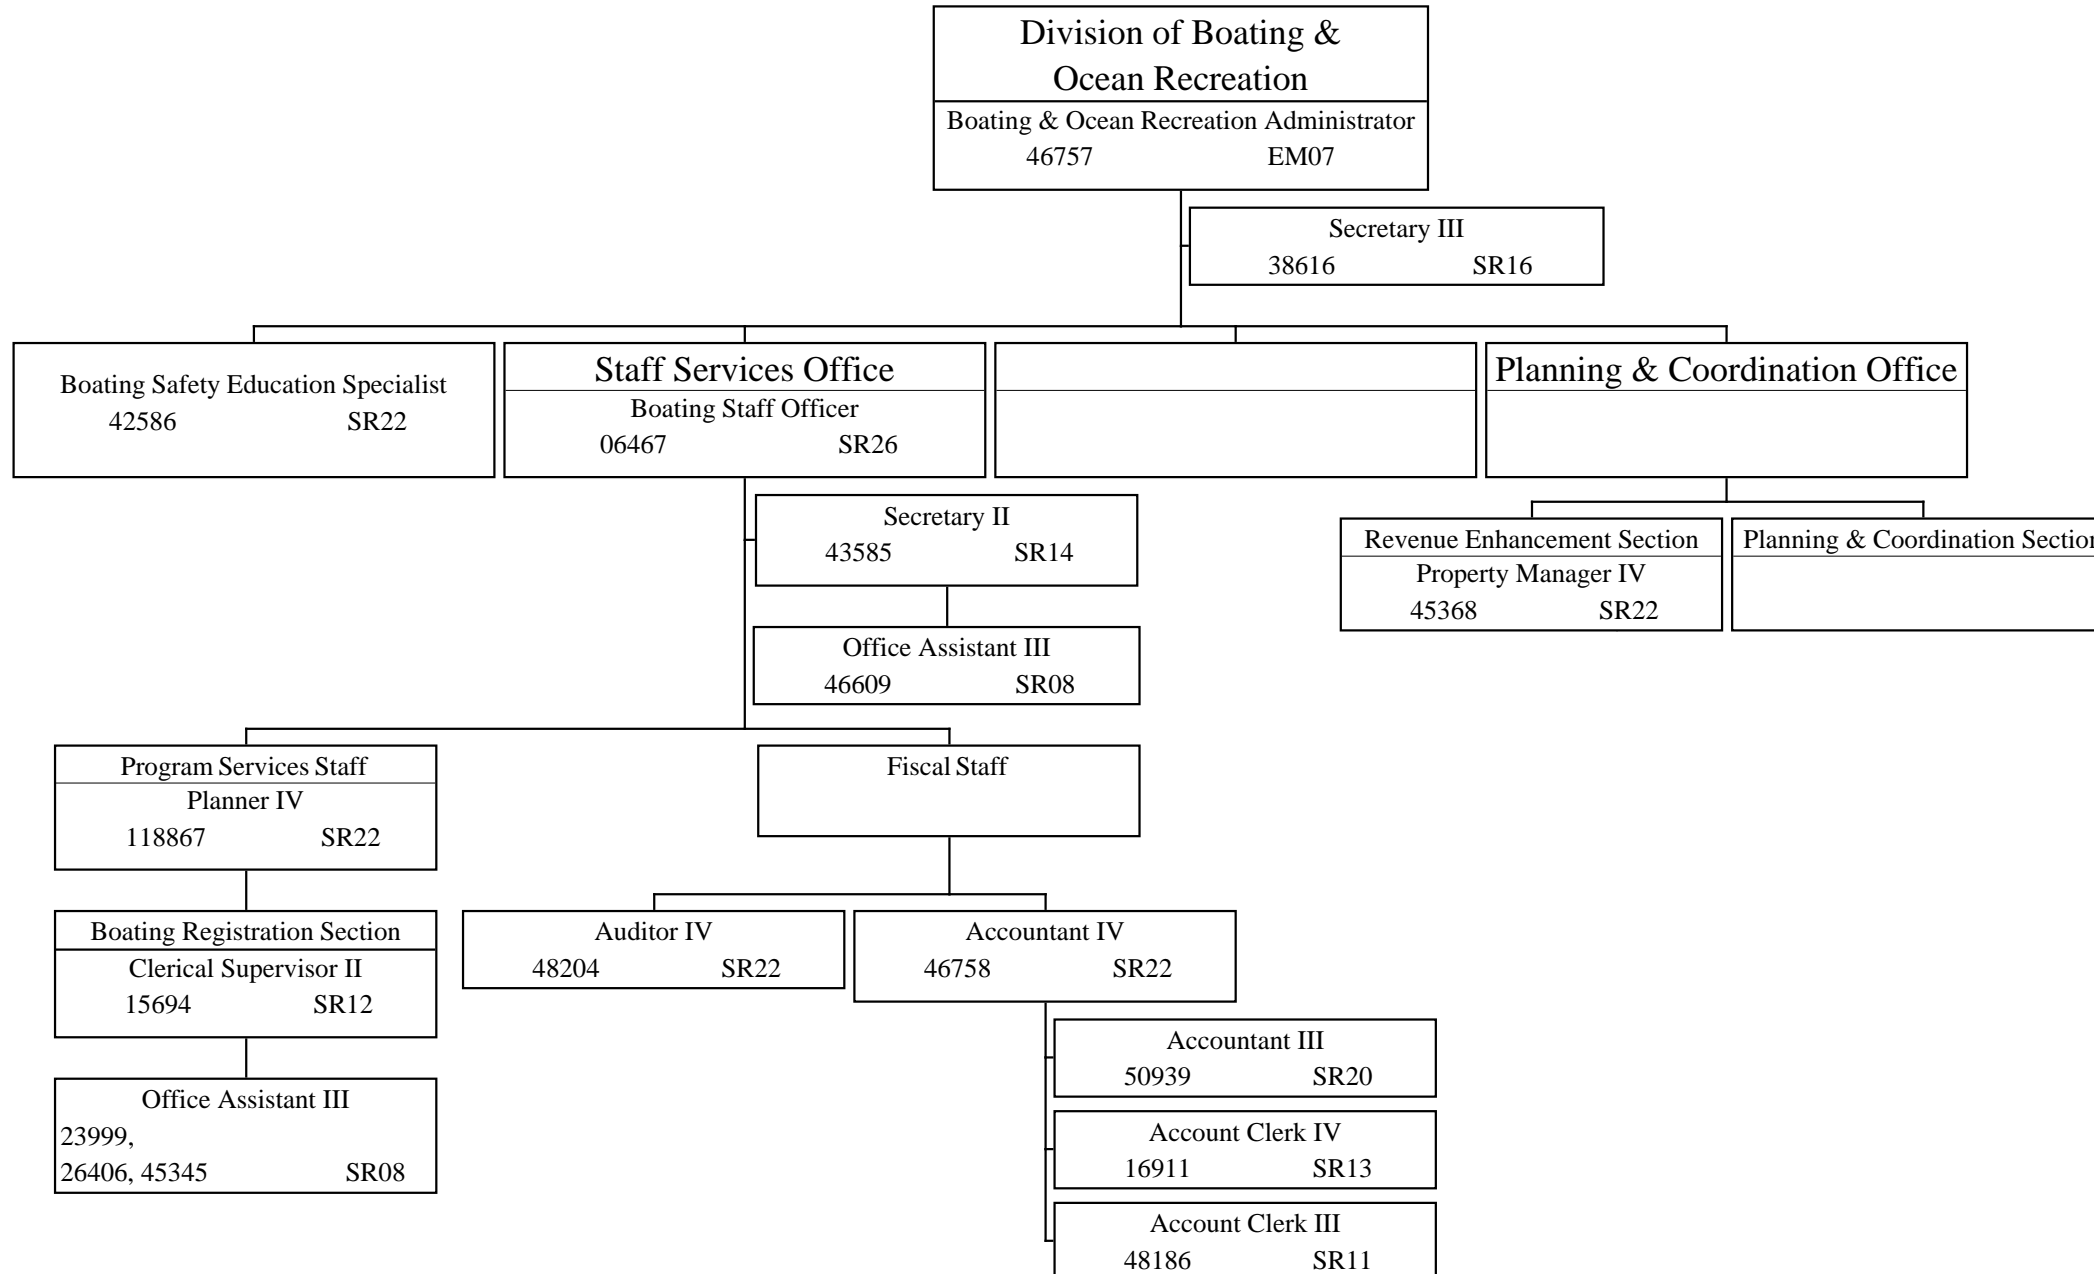 Division of Boating &
Ocean Recreation
Boating & Ocean Recreation Administrator
46757 EM07
Secretary III
38616 SR16
Boating Safety Education Specialist
42586 SR22
Staff Services Office
Boating Staff Officer
06467 SR26
Planning & Coordination Office
Secretary II
43585 SR14
Office Assistant III
46609 SR08
Revenue Enhancement Section
Property Manager IV
45368 SR22
Planning & Coordination Section
Program Services Staff
Planner IV
118867 SR22
Fiscal Staff
Boating Registration Section
Clerical Supervisor II
15694 SR12
Office Assistant III
23999,
26406, 45345 SR08
Auditor IV
48204 SR22
Accountant IV
46758 SR22
Accountant III
50939 SR20
Account Clerk IV
16911 SR13
Account Clerk III
48186 SR11